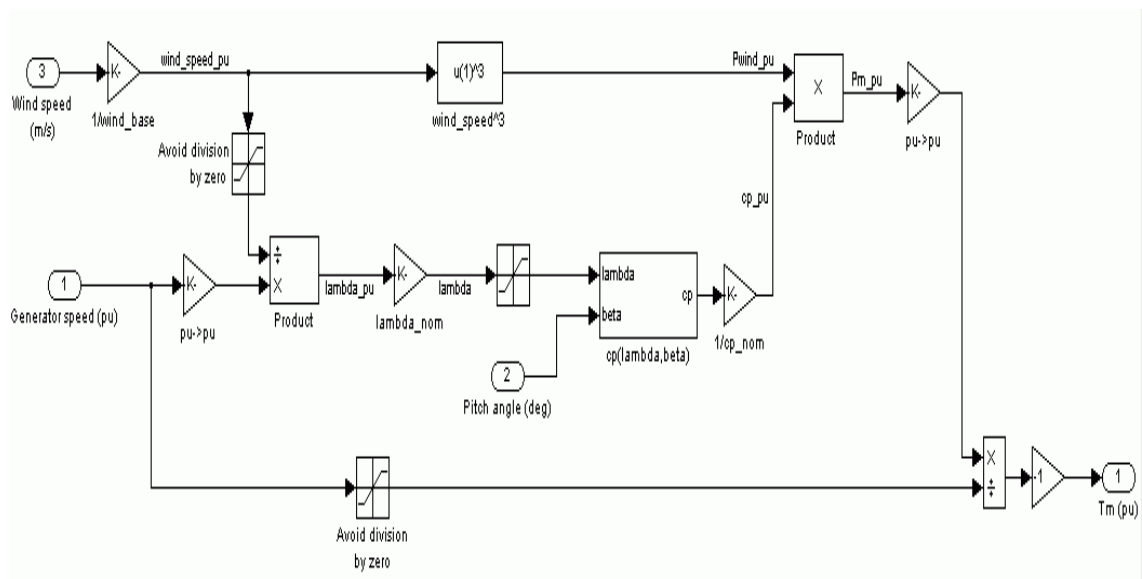 3
Wind speed
(m/s)
K-
1/wind_base
wind_speed_pu
u(1)^3
wind_speed^3
Pwind_pu
X
Product
Pm_pu
K-
pu->pu
Avoid division
by zero
cp_pu
1
Generator speed (pu)
K-
pu->pu
÷
X
Product
lambda_pu
K-
lambda_nom
lambda
lambda
beta
cp
cp(lambda,beta)
K-
1/cp_nom
2
Pitch angle (deg)
Avoid division
by zero
X
÷
-1
1
Tm (pu)